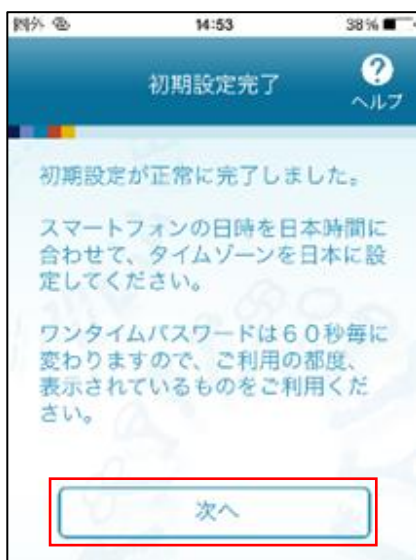 圏外 14:53 38%
初期設定完了
?
ヘルプ
初期設定が正常に完了しました。
スマートフォンの日時を日本時間に
合わせて、タイムゾーンを日本に設
定してください。
ワンタイムパスワードは60秒毎に
変わりますので、ご利用の都度、
表示されているものをご利用くだ
さい。
次へ